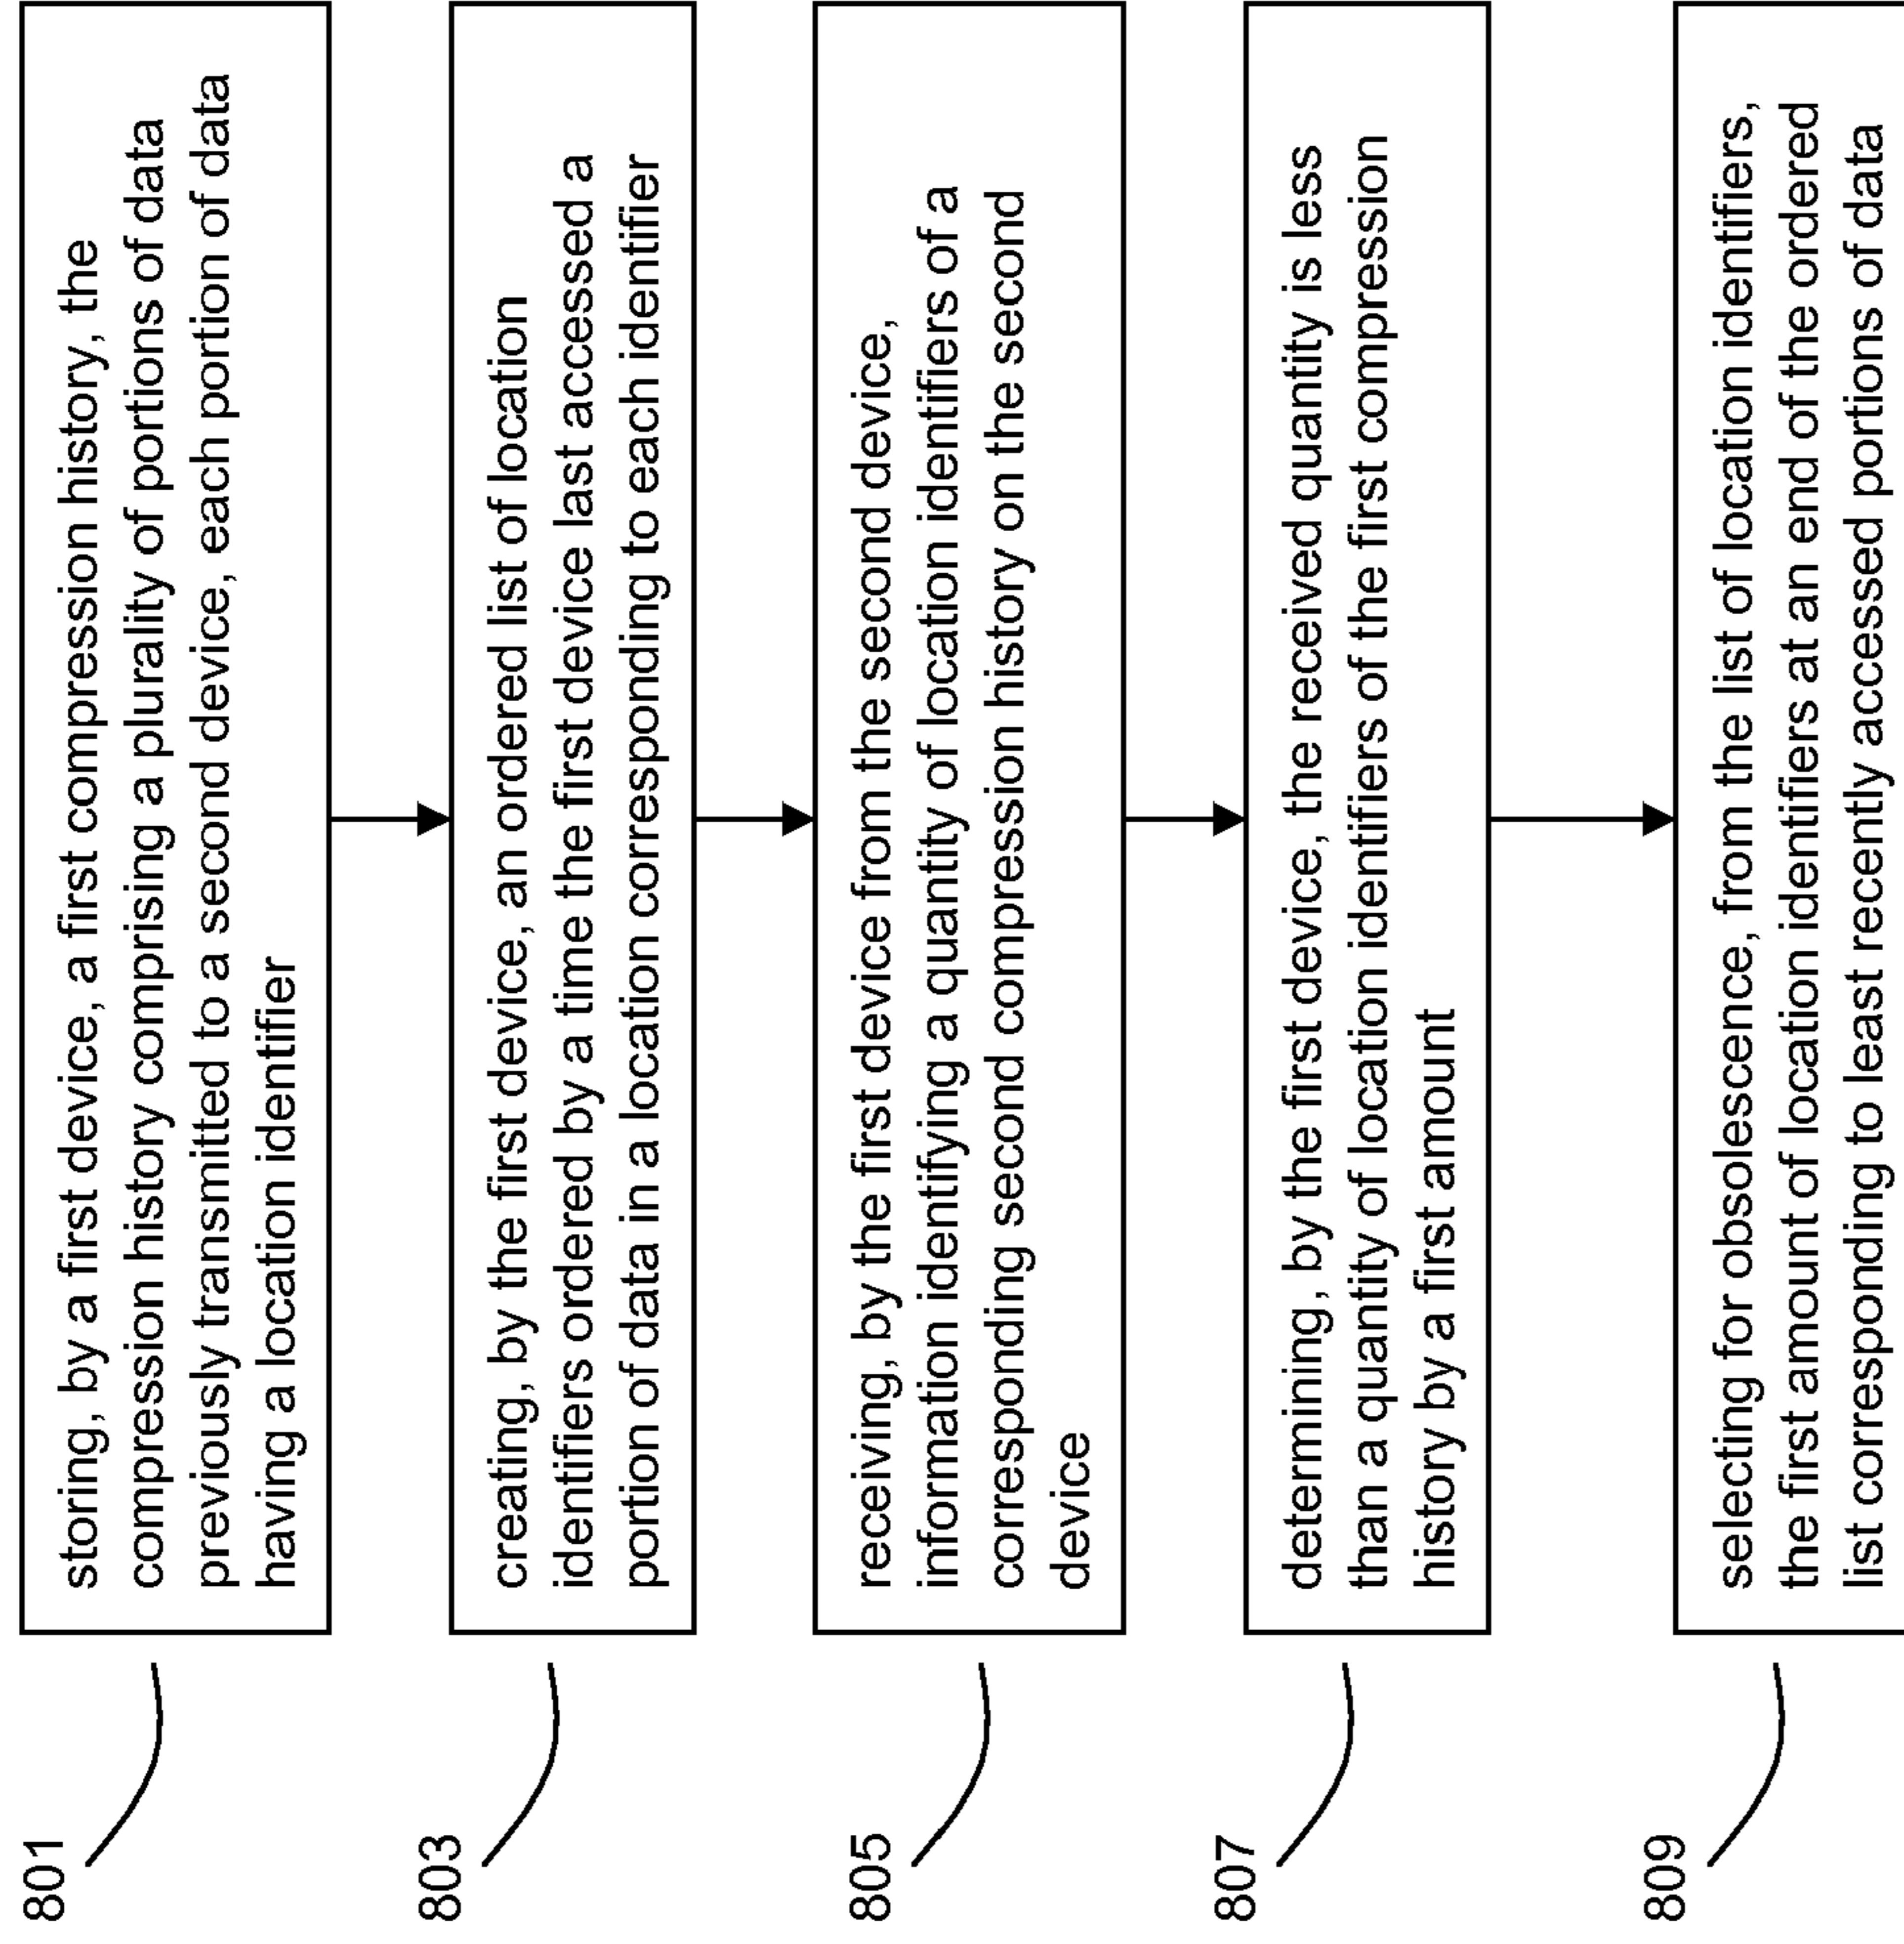 801
storing, by a first device, a first compression history, the
compression history comprising a plurality of portions of data
previously transmitted to a second device, each portion of data
having a location identifier
803
creating, by the first device, an ordered list of location
identifiers ordered by a time the first device last accessed a
portion of data in a location corresponding to each identifier
805
receiving, by the first device from the second device,
information identifying a quantity of location identifiers of a
corresponding second compression history on the second
device
807
determining, by the first device, the received quantity is less
than a quantity of location identifiers of the first compression
history by a first amount
809
selecting for obsolescence, from the list of location identifiers,
the first amount of location identifiers at an end of the ordered
list corresponding to least recently accessed portions of data